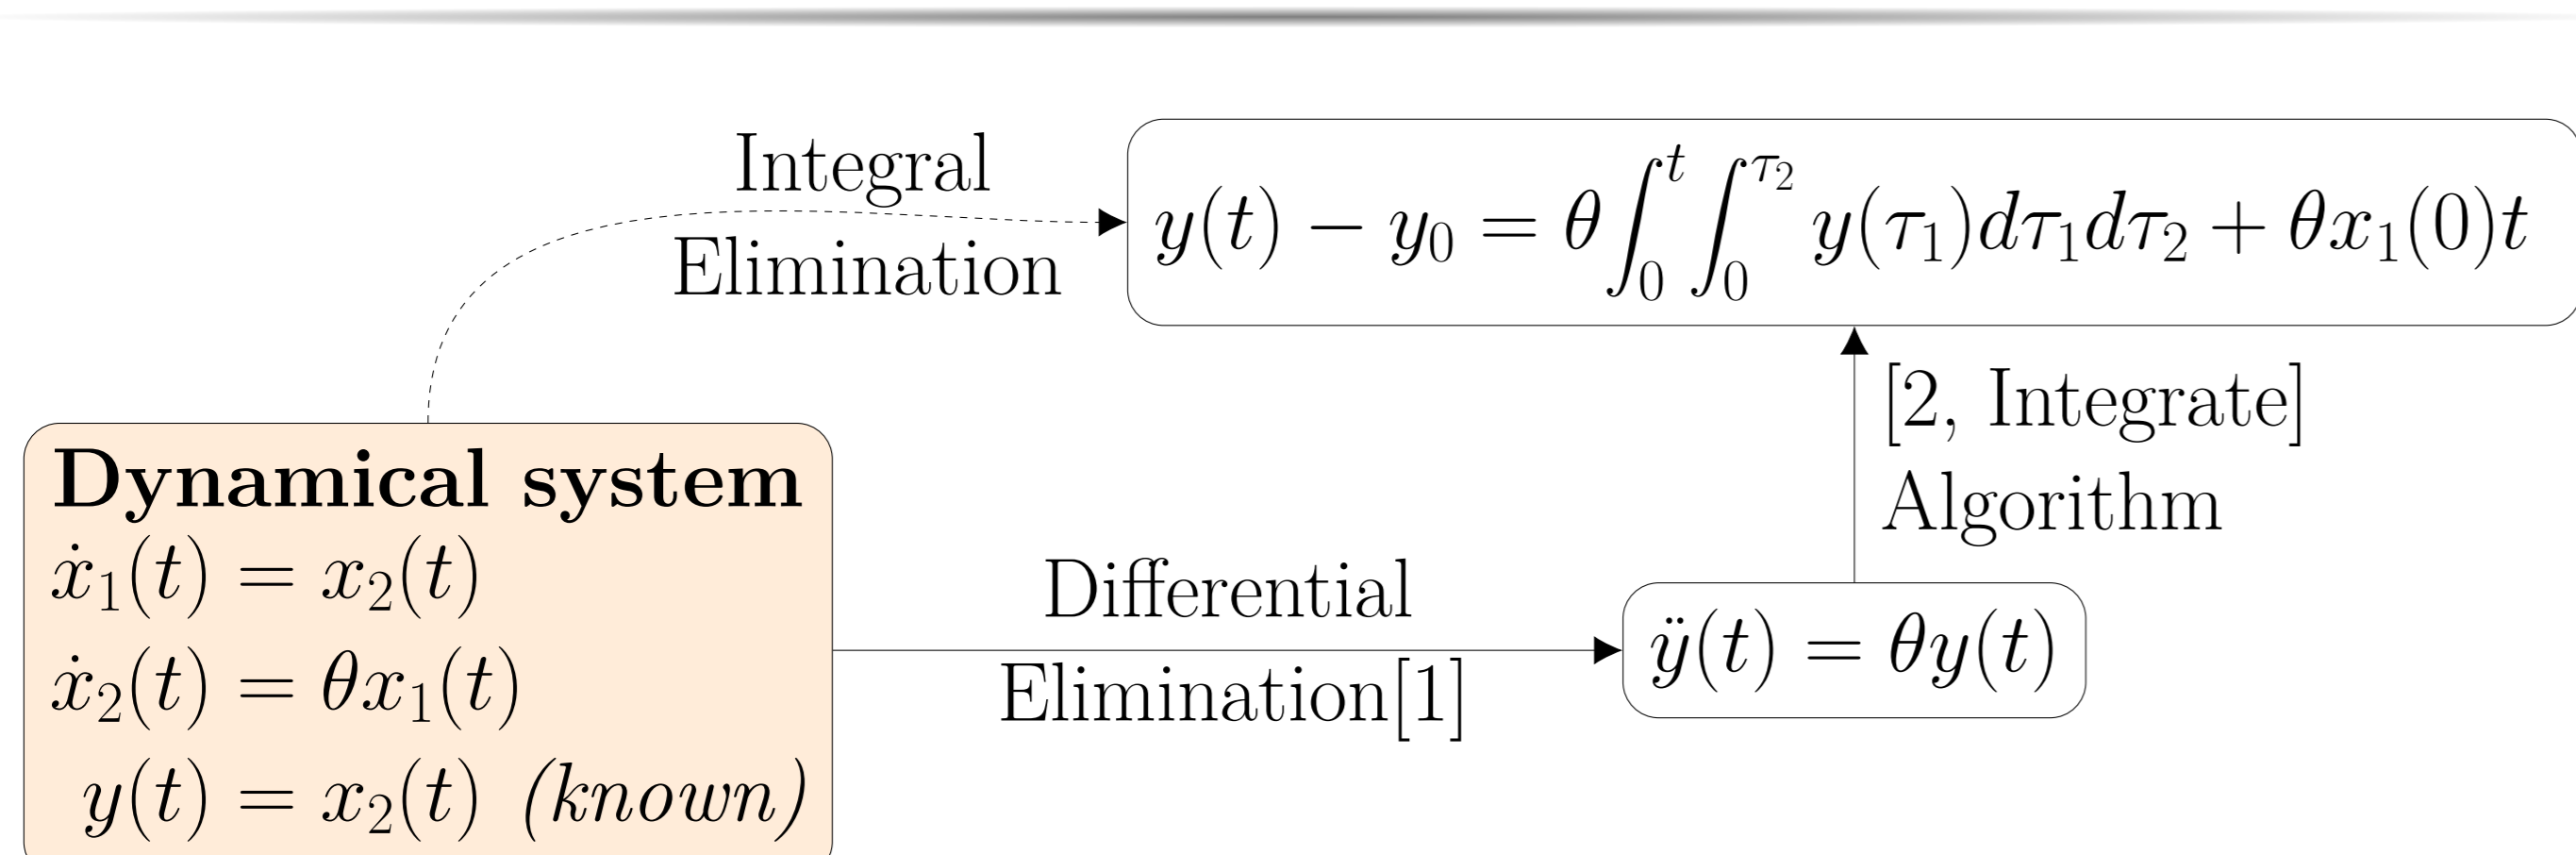 Integral
Elimination
y(t) − y₀ = θ∫₀ᵗ∫₀^τ₂ y(τ₁)dτ₁dτ₂ + θx₁(0)t
[2, Integrate]
Algorithm
Dynamical system
ẋ₁(t) = x₂(t)
ẋ₂(t) = θx₁(t)
y(t) = x₂(t) (known)
Differential
Elimination[1]
ÿ(t) = θy(t)